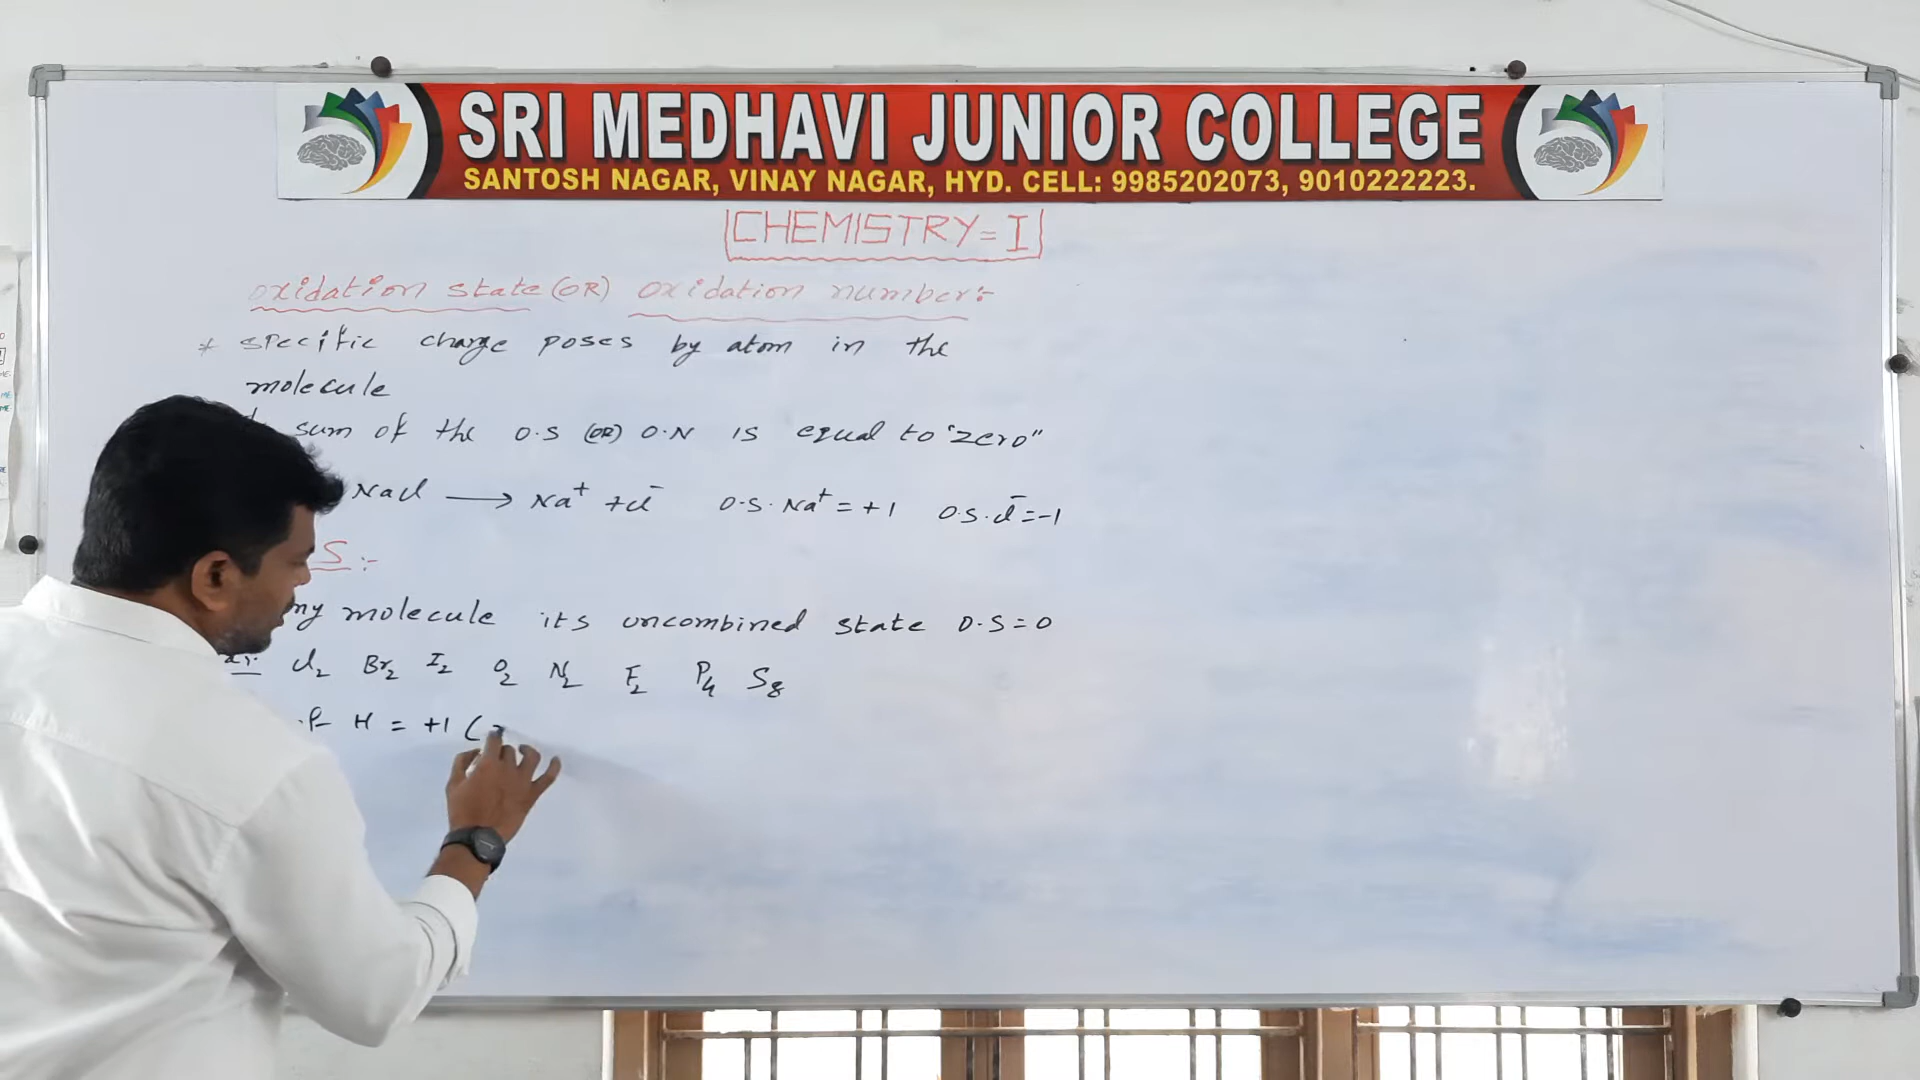 SRI MEDHAVI JUNIOR COLLEGE
SANTOSH NAGAR, VINAY NAGAR, HYD. CELL: 9985202073, 9010222223.
CHEMISTRY=I
oxidation state (OR) oxidation number:-
* specific charge poses by atom in the
molecule
sum of the O.S (OR) O.N is equal to "zero"
NaCl ⟶ Na⁺ + Cl⁻ O.S. Na⁺ = +1 O.S. Cl⁻ = -1
S:-
molecule its uncombined state O.S = 0
Cl₂ Br₂ I₂ O₂ N₂ F₂ P₄ S₈
H = +1 (